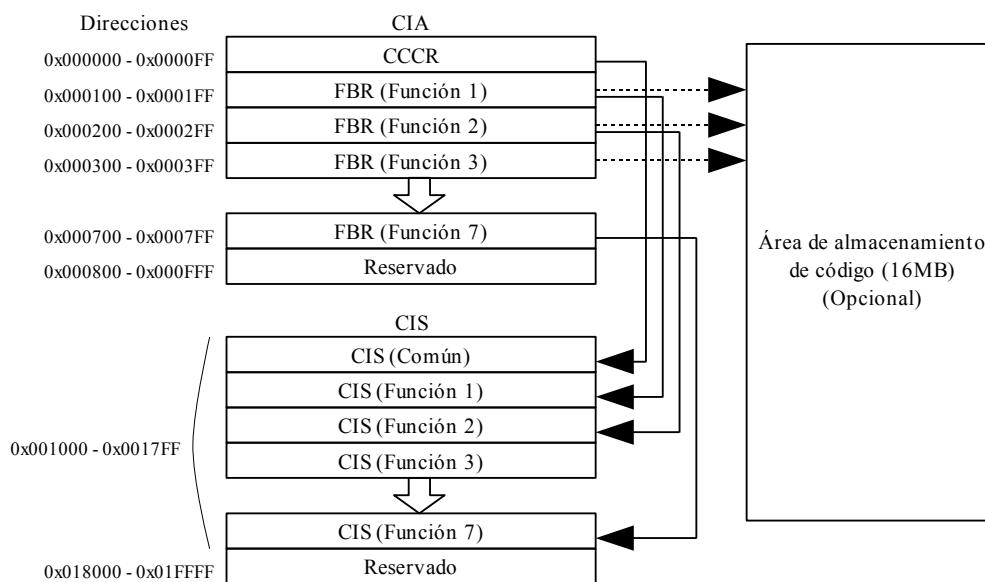 Direcciones
CIA
0x000000 - 0x0000FF
CCCR
0x000100 - 0x0001FF
FBR (Función 1)
0x000200 - 0x0002FF
FBR (Función 2)
0x000300 - 0x0003FF
FBR (Función 3)
0x000700 - 0x0007FF
FBR (Función 7)
0x000800 - 0x000FFF
Reservado
Área de almacenamiento
de código (16MB)
(Opcional)
CIS
CIS (Común)
CIS (Función 1)
CIS (Función 2)
0x001000 - 0x0017FF
CIS (Función 3)
CIS (Función 7)
0x018000 - 0x01FFFF
Reservado